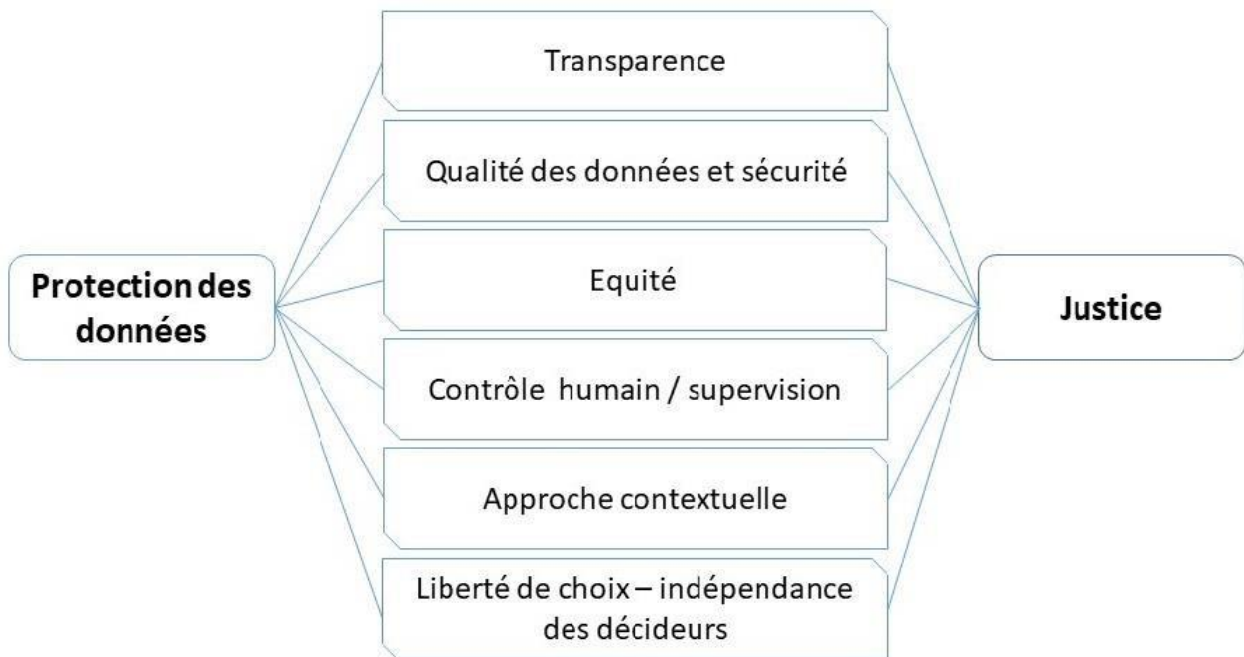 Transparence
Qualité des données et sécurité
Protection des
données
Equité
Justice
Contrôle humain / supervision
Approche contextuelle
Liberté de choix – indépendance
des décideurs